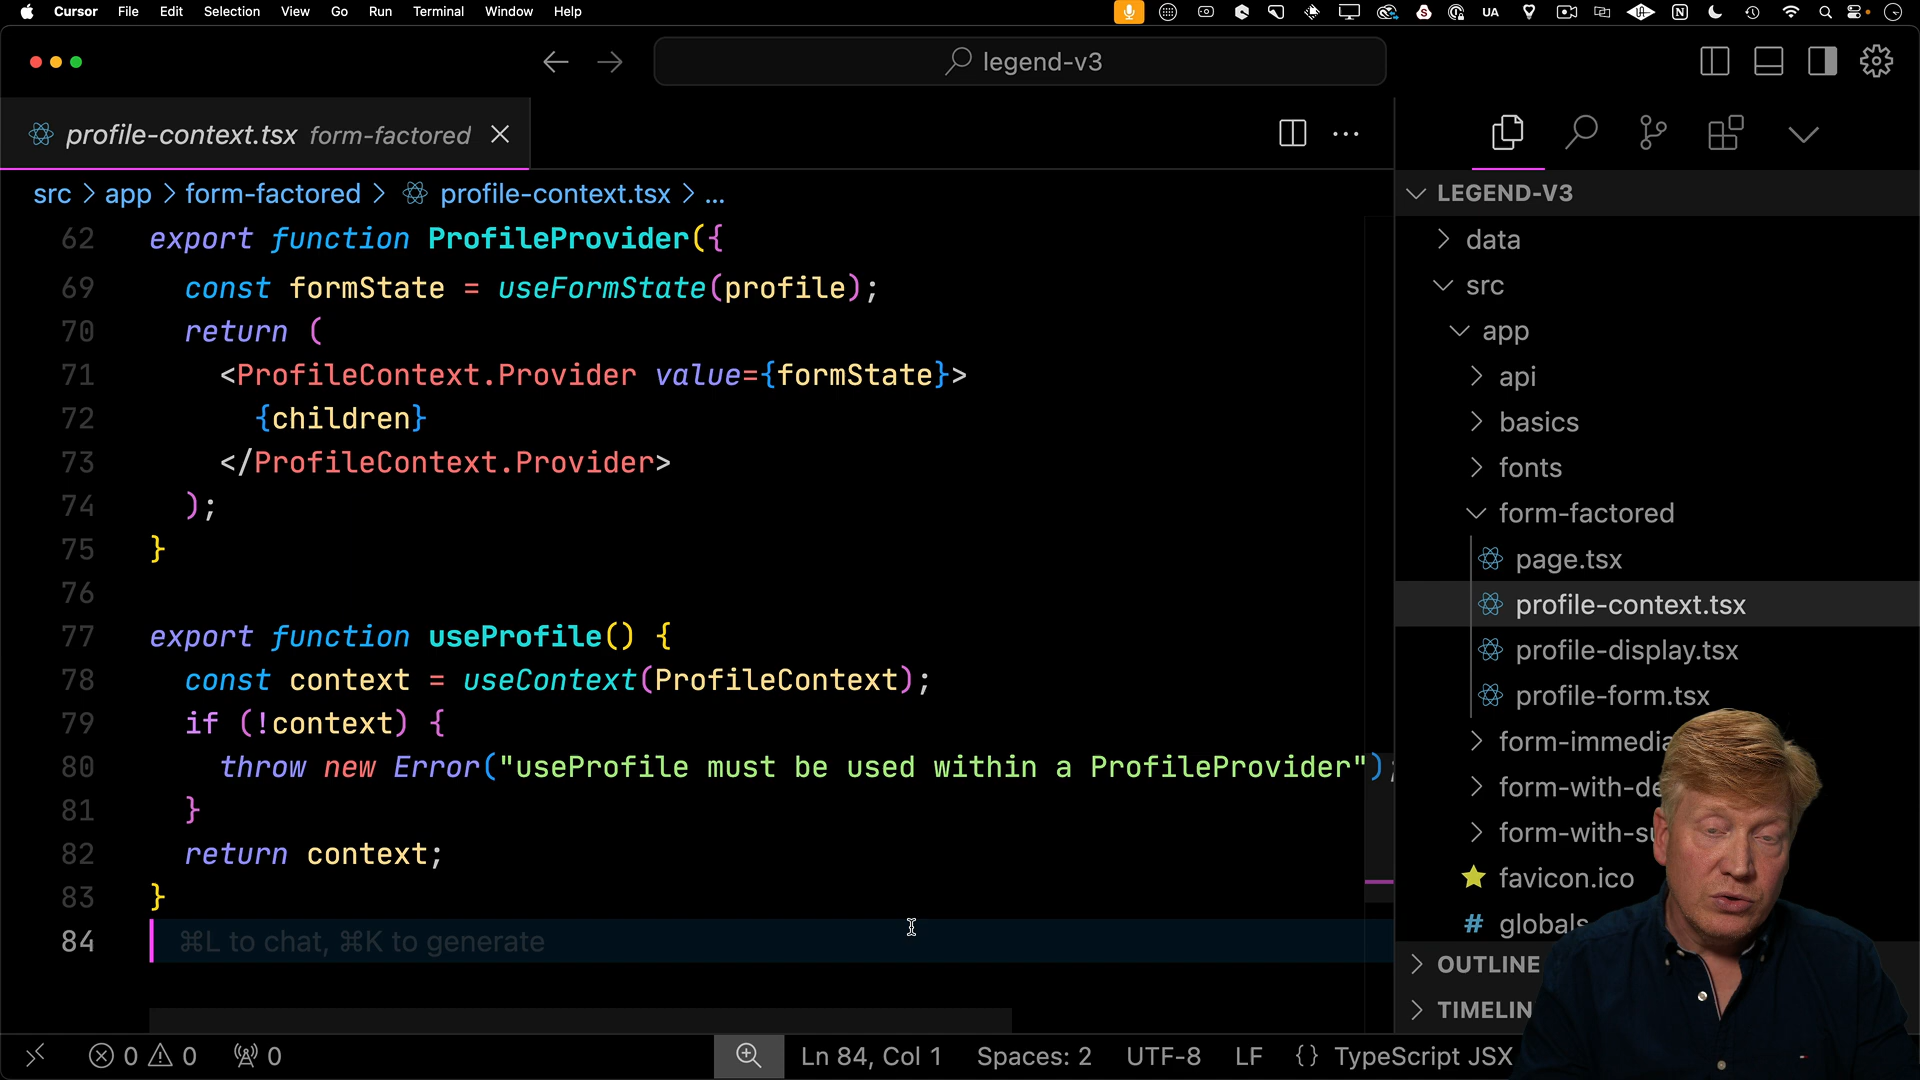 Cursor File Edit Selection View Go Run Terminal Window Help UA
legend-v3
profile-context.tsx form-factored
src > app > form-factored > profile-context.tsx > ...
62 export function ProfileProvider({
69 const formState = useFormState(profile);
70 return (
71 <ProfileContext.Provider value={formState}>
72 {children}
73 </ProfileContext.Provider>
74 );
75 }
76
77 export function useProfile() {
78 const context = useContext(ProfileContext);
79 if (!context) {
80 throw new Error("useProfile must be used within a ProfileProvider");
81 }
82 return context;
83 }
84 ⌘L to chat, ⌘K to generate
LEGEND-V3
data
src
app
api
basics
fonts
form-factored
page.tsx
profile-context.tsx
profile-display.tsx
profile-form.tsx
form-immedia
form-with-de
form-with-su
favicon.ico
# globals
OUTLINE
TIMELIN
0 0 0 Ln 84, Col 1 Spaces: 2 UTF-8 LF {} TypeScript JSX